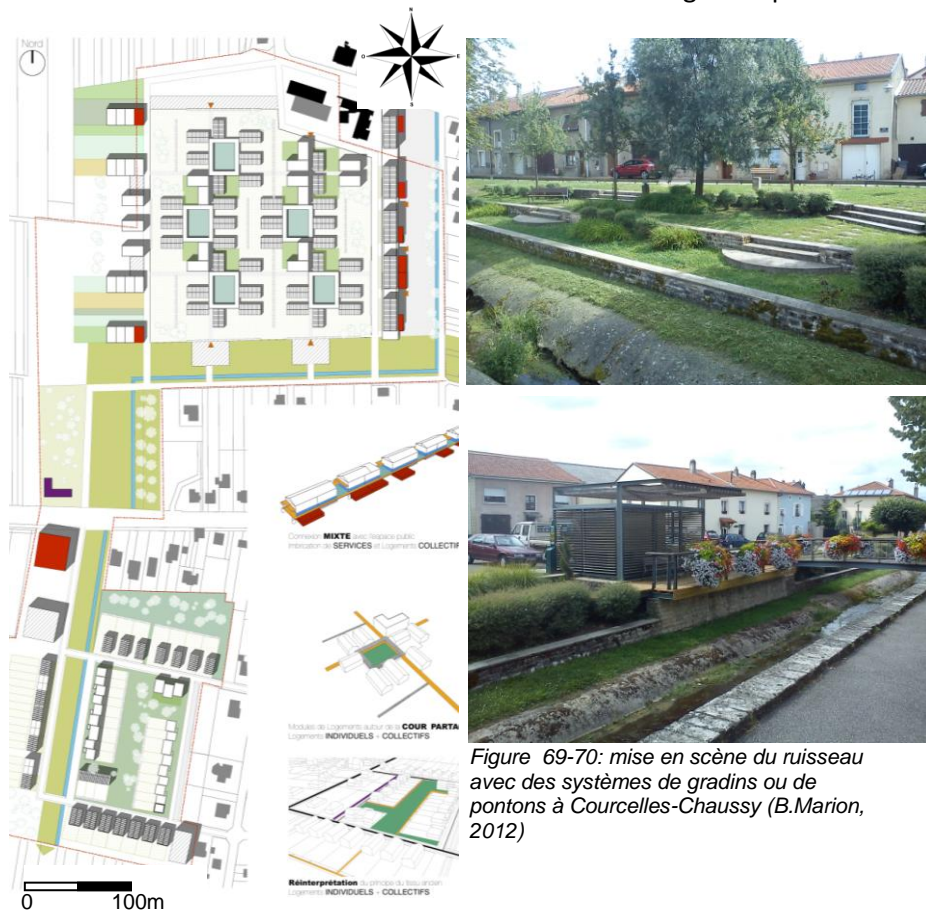 Nord
N
O
E
S
Connexion MIXTE avec l'espace public
Imbrication de SERVICES et Logements COLLECTIF
Modules de Logements autour de la COUR PARTA
Logements INDIVIDUELS - COLLECTIFS
Réinterprétation du principe du tissu ancien
Logements INDIVIDUELS - COLLECTIFS
0 100m
Figure 69-70: mise en scène du ruisseau
avec des systèmes de gradins ou de
pontons à Courcelles-Chaussy (B.Marion,
2012)